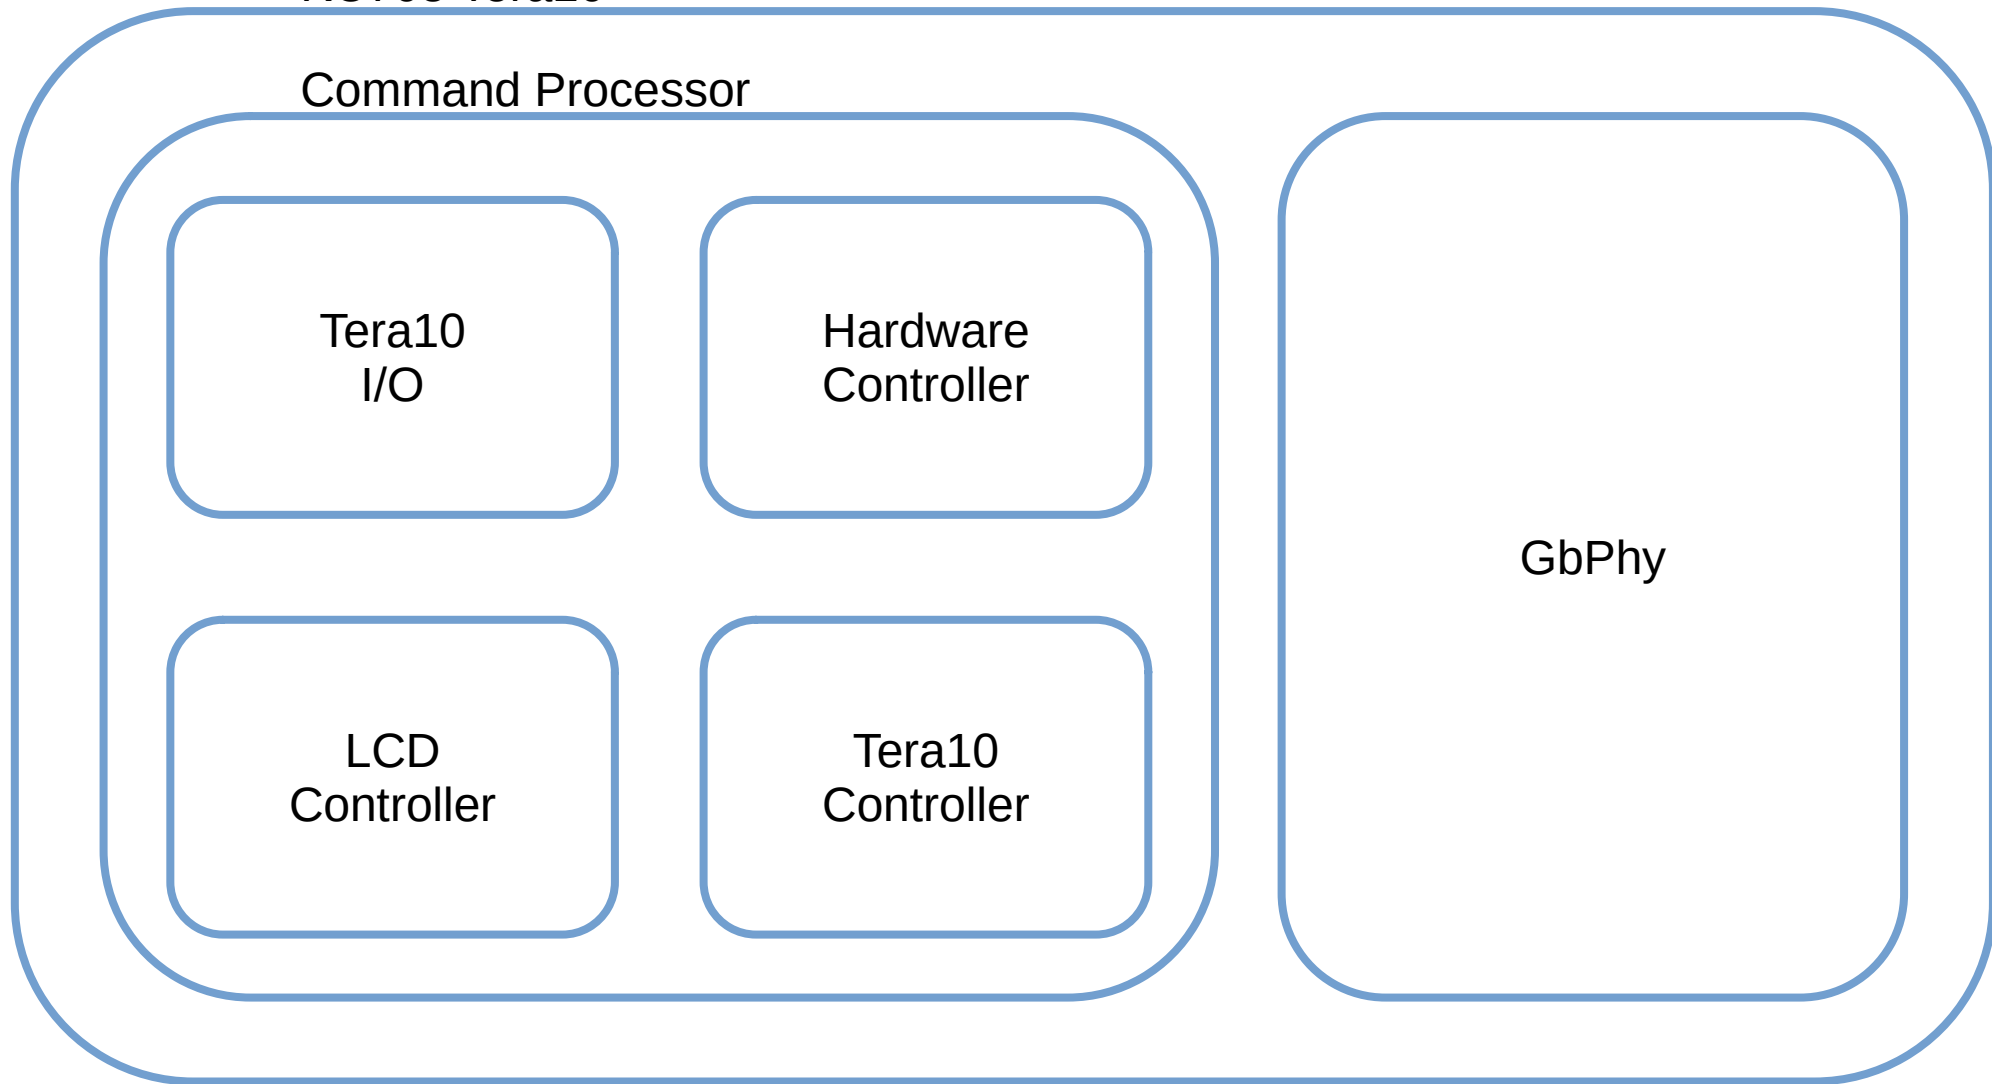 Command Processor
Tera10
I/O
Hardware
Controller
GbPhy
LCD
Controller
Tera10
Controller